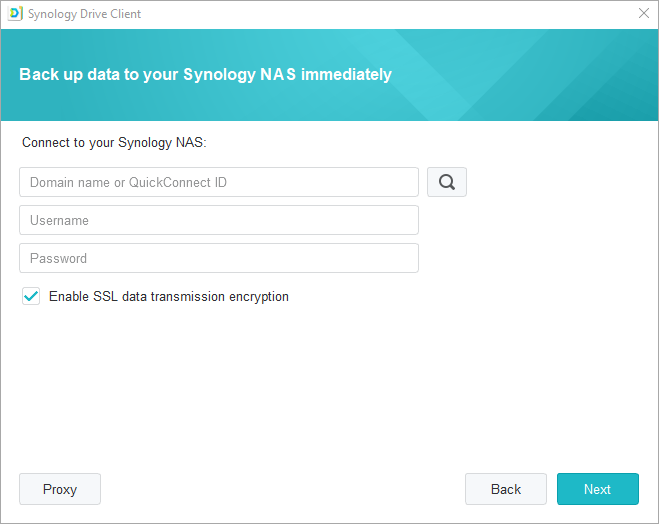 Synology Drive Client
Back up data to your Synology NAS immediately
Connect to your Synology NAS:
Domain name or QuickConnect ID
Username
Password
Enable SSL data transmission encryption
Proxy
Back
Next